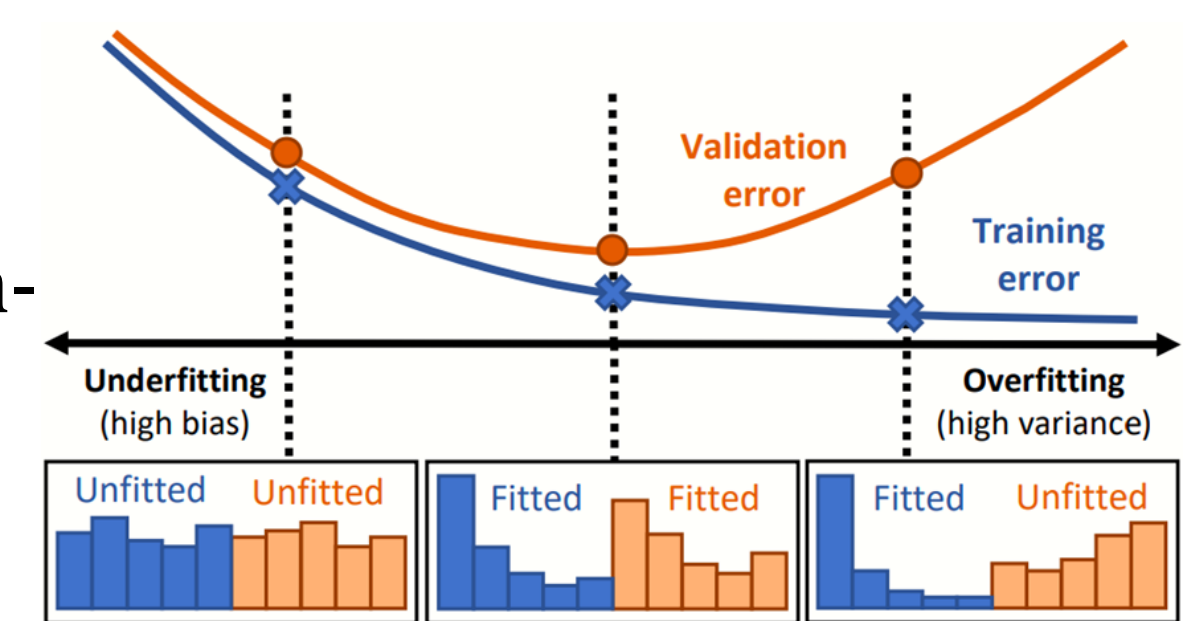 Validation
error
Training
error
n-
Underfitting
(high bias)
Overfitting
(high variance)
Unfitted Unfitted
Fitted Fitted
Fitted Unfitted